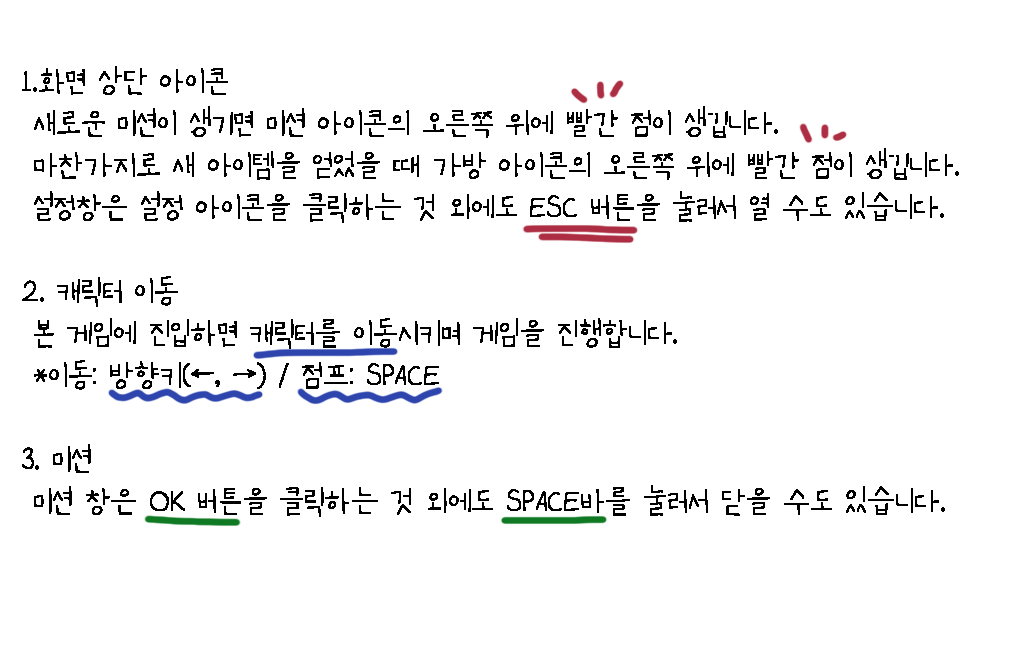 1.화면 상단 아이콘
새로운 미션이 생기면 미션 아이콘의 오른쪽 위에 빨간 점이 생깁니다.
마찬가지로 새 아이템을 얻었을 때 가방 아이콘의 오른쪽 위에 빨간 점이 생깁니다.
설정창은 설정 아이콘을 클릭하는 것 외에도 ESC 버튼을 눌러서 열 수도 있습니다.
2. 캐릭터 이동
본 게임에 진입하면 캐릭터를 이동시키며 게임을 진행합니다.
*이동: 방향키(←, →) / 점프: SPACE
3. 미션
미션 창은 OK 버튼을 클릭하는 것 외에도 SPACE바를 눌러서 닫을 수도 있습니다.